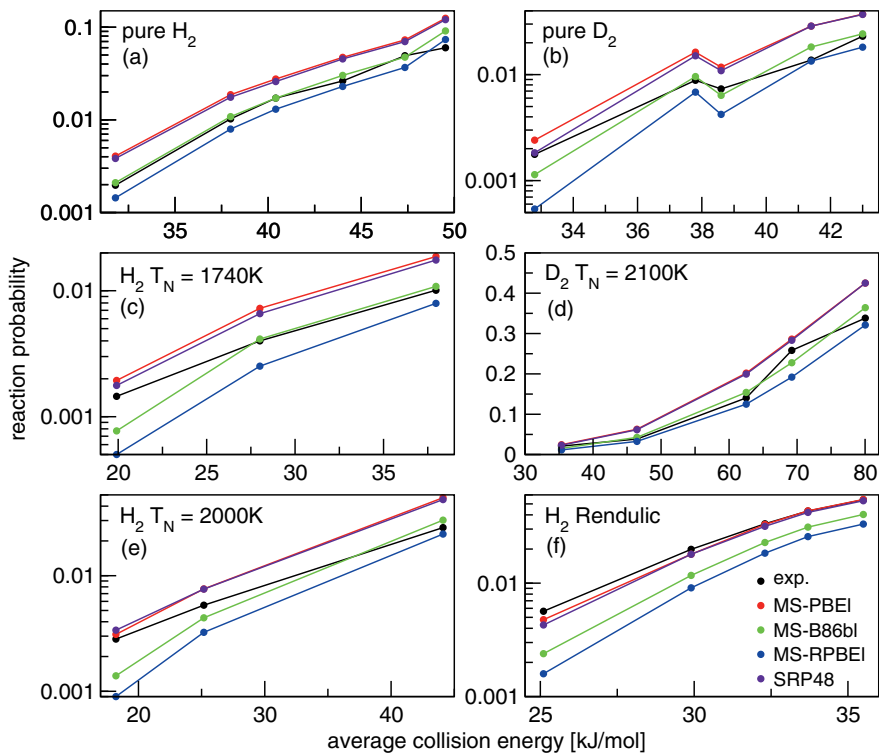 pure H2
(a)
0.1
0.01
0.001
35 40 45 50
pure D2
(b)
0.01
0.001
34 36 38 40 42
H2 TN = 1740K
(c)
0.01
0.001
20 25 30 35
D2 TN = 2100K
(d)
0.5
0.4
0.3
0.2
0.1
0
30 40 50 60 70 80
H2 TN = 2000K
(e)
0.01
0.001
20 30 40
H2 Rendulic
(f)
0.01
0.001
25 30 35
exp.
MS-PBEl
MS-B86bl
MS-RPBEl
SRP48
reaction probability
average collision energy [kJ/mol]